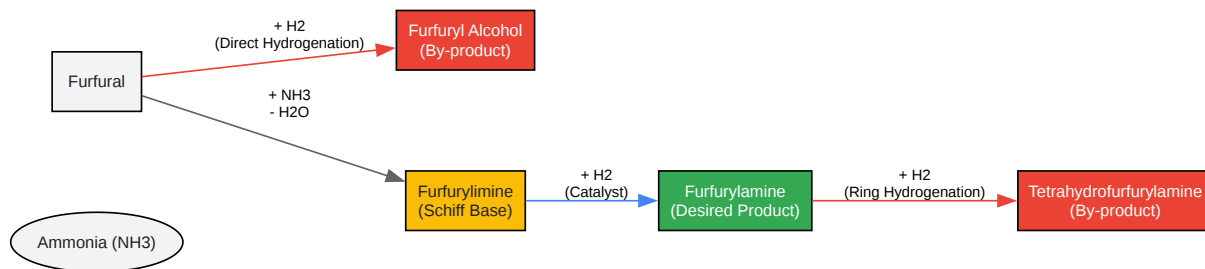 + H2
(Direct Hydrogenation)
Furfuryl Alcohol
(By-product)
Furfural
+ NH3
- H2O
Furfurylimine
(Schiff Base)
+ H2
(Catalyst)
Furfurylamine
(Desired Product)
+ H2
(Ring Hydrogenation)
Tetrahydrofurfurylamine
(By-product)
Ammonia (NH3)